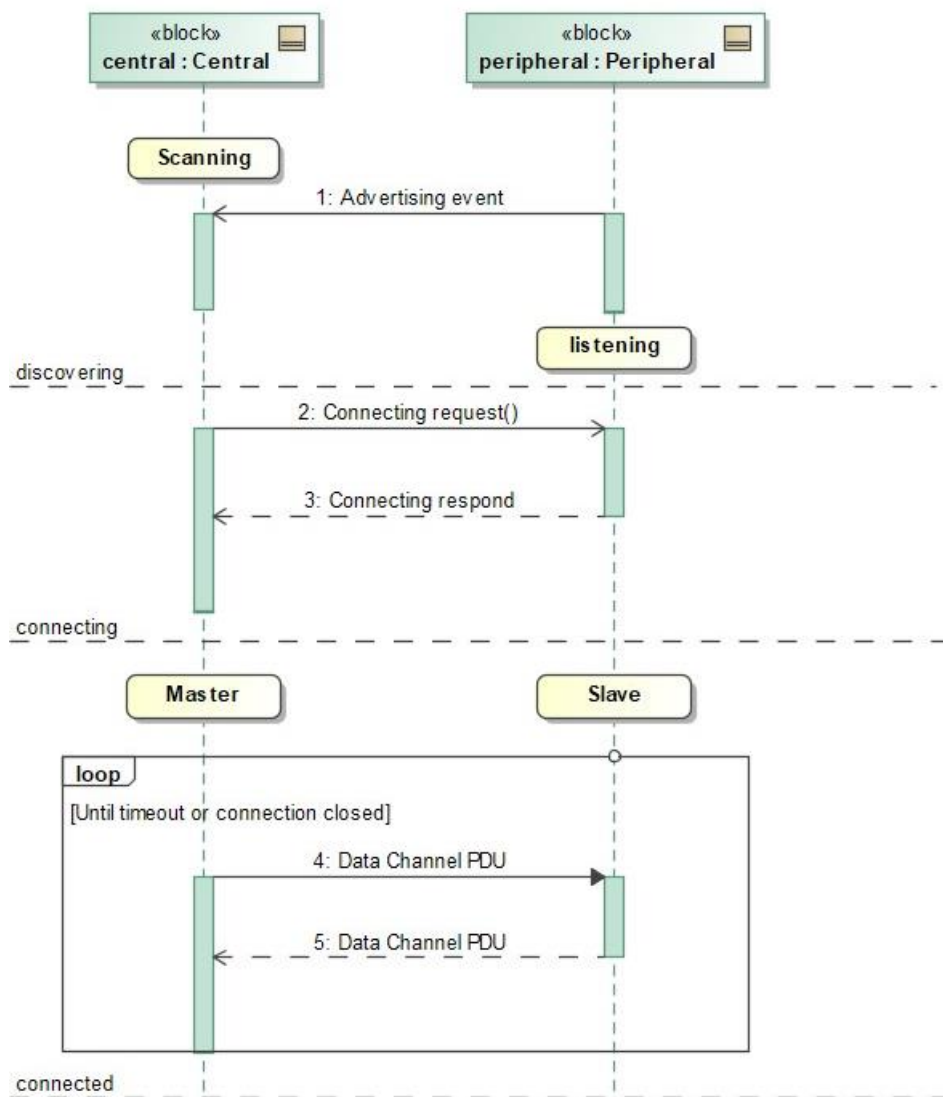 «block»
central : Central
«block»
peripheral : Peripheral
Scanning
1: Advertising event
listening
discovering
2: Connecting request()
3: Connecting respond
connecting
Master
Slave
loop
[Until timeout or connection closed]
4: Data Channel PDU
5: Data Channel PDU
connected